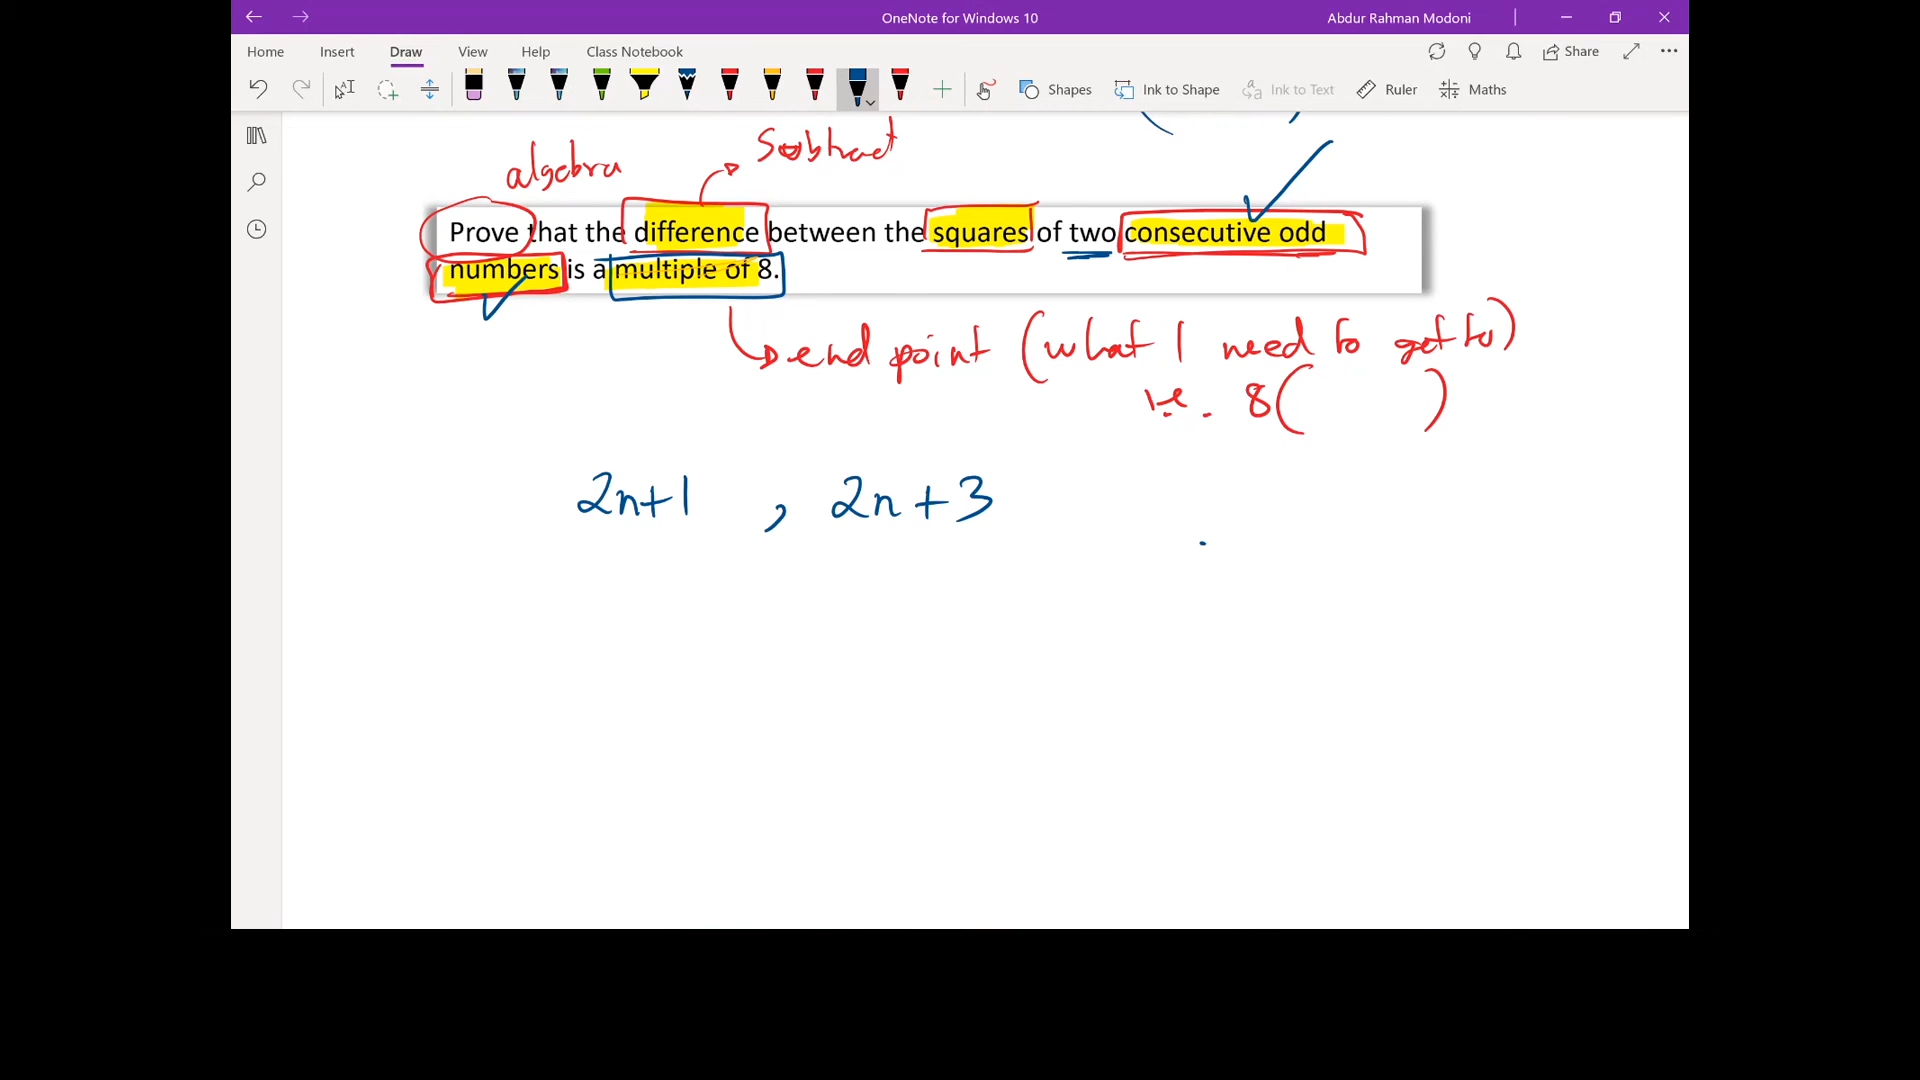 OneNote for Windows 10
Abdur Rahman Modoni
Home Insert Draw View Help Class Notebook Share
Shapes Ink to Shape Ink to Text Ruler Maths
algebra
Subtract
Prove that the difference between the squares of two consecutive odd
numbers is a multiple of 8.
end point (what I need to get to)
i.e. 8( )
2n+1 , 2n+3